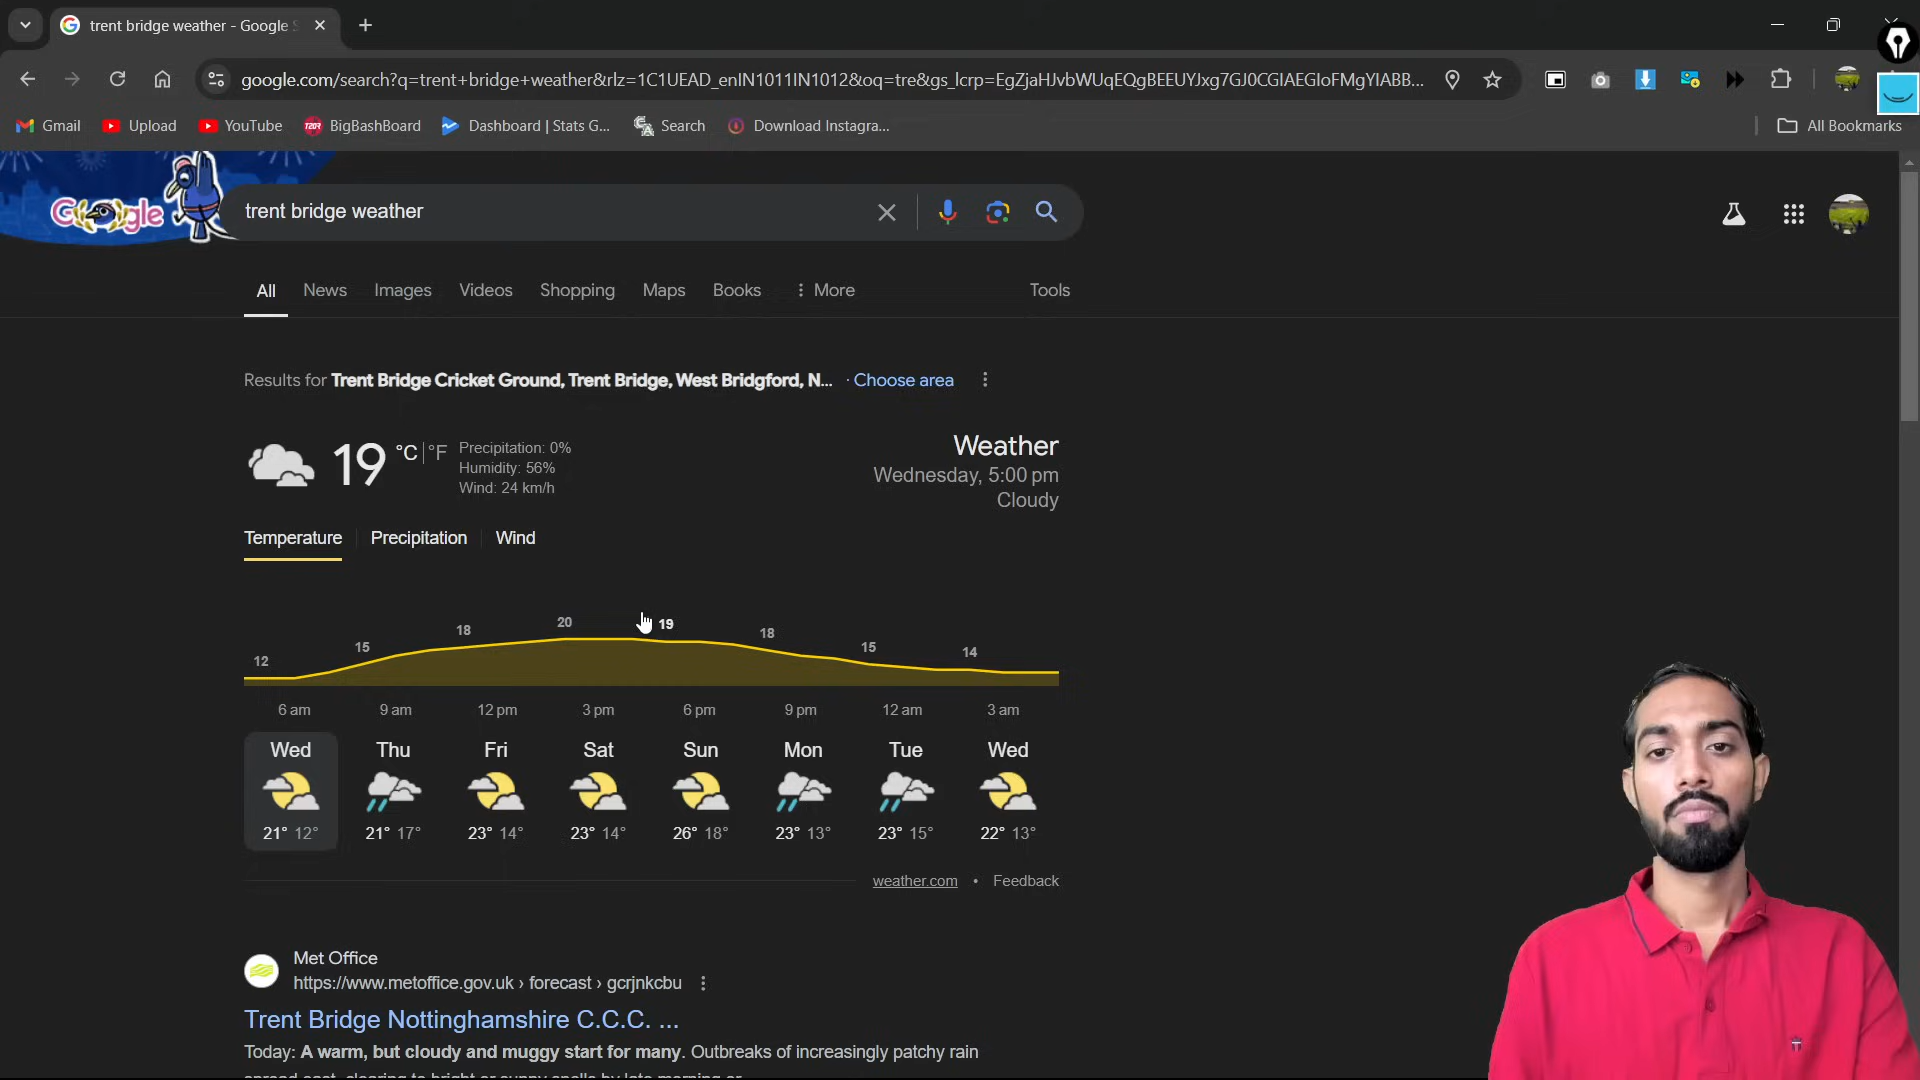 trent bridge weather - Google S
google.com/search?q=trent+bridge+weather&rlz=1C1UEAD_enIN1011IN1012&oq=tre&gs_lcrp=EgZjaHJvbWUqEQgBEEUYJxg7GJ0CGIAEGIoFMgYIABB...
Gmail Upload YouTube BigBashBoard Dashboard | Stats G... Search Download Instagra... All Bookmarks
Google trent bridge weather
All News Images Videos Shopping Maps Books More Tools
Results for Trent Bridge Cricket Ground, Trent Bridge, West Bridgford, N... · Choose area
19 °C | °F
Precipitation: 0%
Humidity: 56%
Wind: 24 km/h
Weather
Wednesday, 5:00 pm
Cloudy
Temperature Precipitation Wind
12 15 18 20 19 18 15 14
6 am 9 am 12 pm 3 pm 6 pm 9 pm 12 am 3 am
Wed Thu Fri Sat Sun Mon Tue Wed
21° 12° 21° 17° 23° 14° 23° 14° 26° 18° 23° 13° 23° 15° 22° 13°
weather.com • Feedback
Met Office
https://www.metoffice.gov.uk › forecast › gcrjnkcbu
Trent Bridge Nottinghamshire C.C.C. ...
Today: A warm, but cloudy and muggy start for many. Outbreaks of increasingly patchy rain